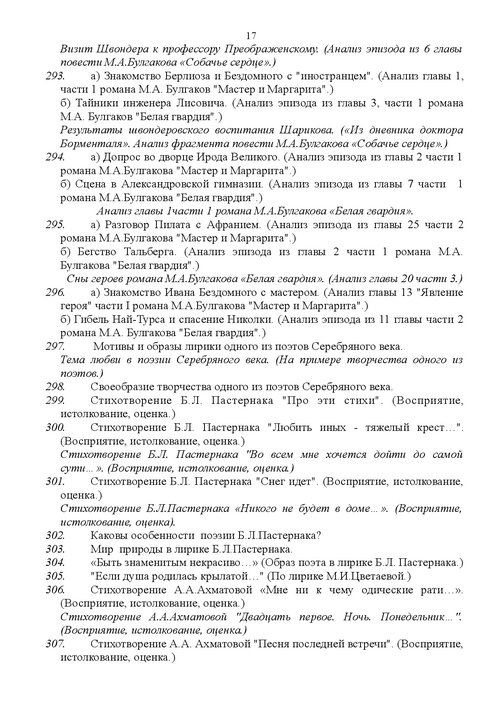 17
Визит Швондера к профессору Преображенскому. (Анализ эпизода из 6 главы
повести М.А.Булгакова «Собачье сердце».)
293. а) Знакомство Берлиоза и Бездомного с "иностранцем". (Анализ главы 1,
части 1 романа М.А. Булгаков "Мастер и Маргарита".)
б) Тайники инженера Лисовича. (Анализ эпизода из главы 3, части 1 романа
М.А. Булгаков "Белая гвардия".)
Результаты швондеровского воспитания Шарикова. («Из дневника доктора
Борменталя». Анализ фрагмента повести М.А.Булгакова «Собачье сердце».)
294. а) Допрос во дворце Ирода Великого. (Анализ эпизода из главы 2 части 1
романа М.А.Булгакова "Мастер и Маргарита".)
б) Сцена в Александровской гимназии. (Анализ эпизода из главы 7 части 1
романа М.А.Булгакова "Белая гвардия".)
Анализ главы 1части 1 романа М.А.Булгакова «Белая гвардия».
295. а) Разговор Пилата с Афранием. (Анализ эпизода из главы 25 части 2
романа М.А.Булгакова "Мастер и Маргарита".)
б) Бегство Тальберга. (Анализ эпизода из главы 2 части 1 романа М.А.
Булгакова "Белая гвардия".)
Сны героев романа М.А.Булгакова «Белая гвардия». (Анализ главы 20 части 3.)
296. а) Знакомство Ивана Бездомного с мастером. (Анализ главы 13 "Явление
героя" части I романа М.А.Булгакова "Мастер и Маргарита".)
б) Гибель Най-Турса и спасение Николки. (Анализ эпизода из 11 главы части 2
романа М.А. Булгакова "Белая гвардия".)
297. Мотивы и образы лирики одного из поэтов Серебряного века.
Тема любви в поэзии Серебряного века. (На примере творчества одного из
поэтов.)
298. Своеобразие творчества одного из поэтов Серебряного века.
299. Стихотворение Б.Л. Пастернака "Про эти стихи". (Восприятие,
истолкование, оценка.)
300. Стихотворение Б.Л. Пастернака "Любить иных - тяжелый крест…".
(Восприятие, истолкование, оценка.)
Стихотворение Б.Л. Пастернака "Во всем мне хочется дойти до самой
сути…». (Восприятие, истолкование, оценка.)
301. Стихотворение Б.Л. Пастернака "Снег идет". (Восприятие, истолкование,
оценка.)
Стихотворение Б.Л.Пастернака «Никого не будет в доме…». (Восприятие,
истолкование, оценка).
302. Каковы особенности поэзии Б.Л.Пастернака?
303. Мир природы в лирике Б.Л.Пастернака.
304. «Быть знаменитым некрасиво…» (Образ поэта в лирике Б.Л. Пастернака.)
305. "Если душа родилась крылатой…" (По лирике М.И.Цветаевой.)
306. Стихотворение А.А.Ахматовой «Мне ни к чему одические рати…».
(Восприятие, истолкование, оценка.)
Стихотворение А.А.Ахматовой "Двадцать первое. Ночь. Понедельник…".
(Восприятие, истолкование, оценка.)
307. Стихотворение А.А. Ахматовой "Песня последней встречи". (Восприятие,
истолкование, оценка.)